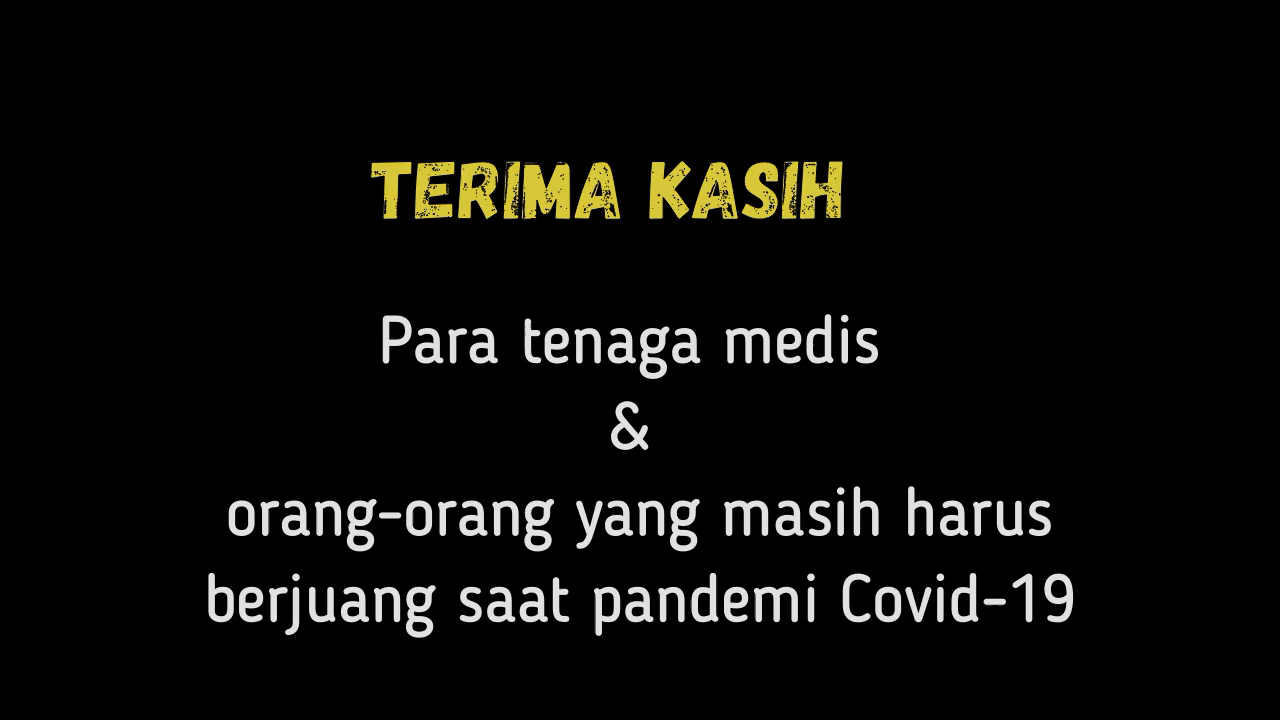 TERIMA KASIH
Para tenaga medis
&
orang-orang yang masih harus
berjuang saat pandemi Covid-19